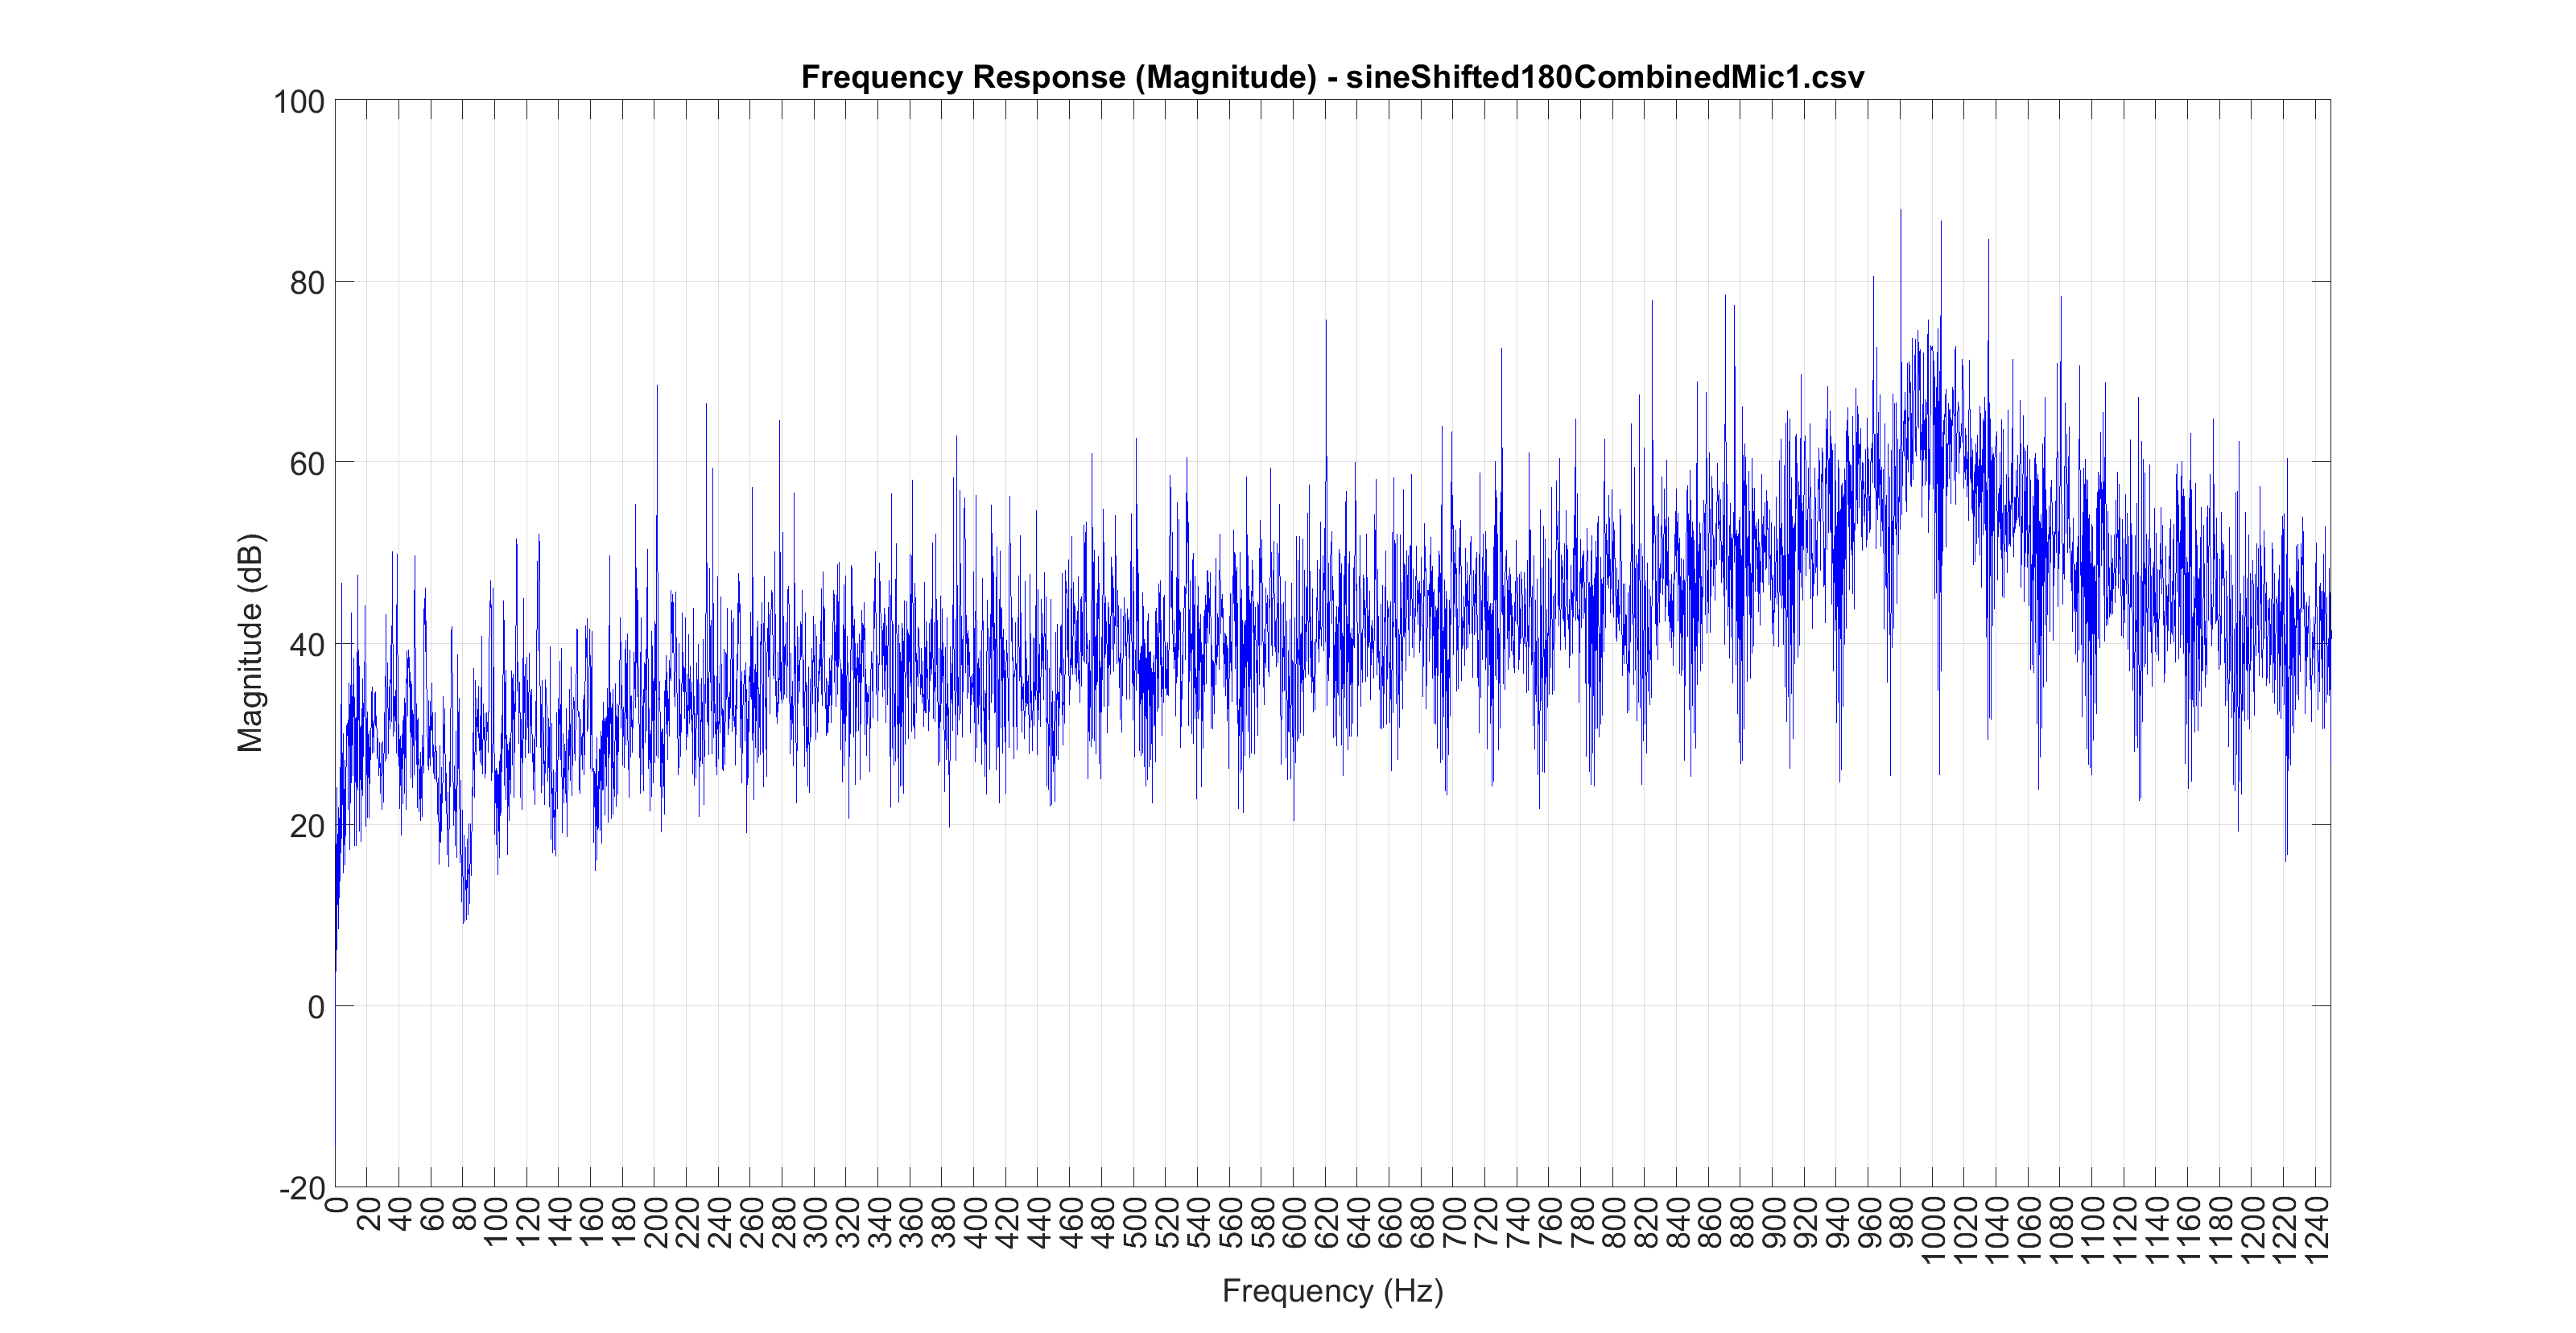 Frequency Response (Magnitude) - sineShifted180CombinedMic1.csv
100
80
60
40
20
0
-20
Magnitude (dB)
0 20 40 60 80 100 120 140 160 180 200 220 240 260 280 300 320 340 360 380 400 420 440 460 480 500 520 540 560 580 600 620 640 660 680 700 720 740 760 780 800 820 840 860 880 900 920 940 960 980 1000 1020 1040 1060 1080 1100 1120 1140 1160 1180 1200 1220 1240
Frequency (Hz)